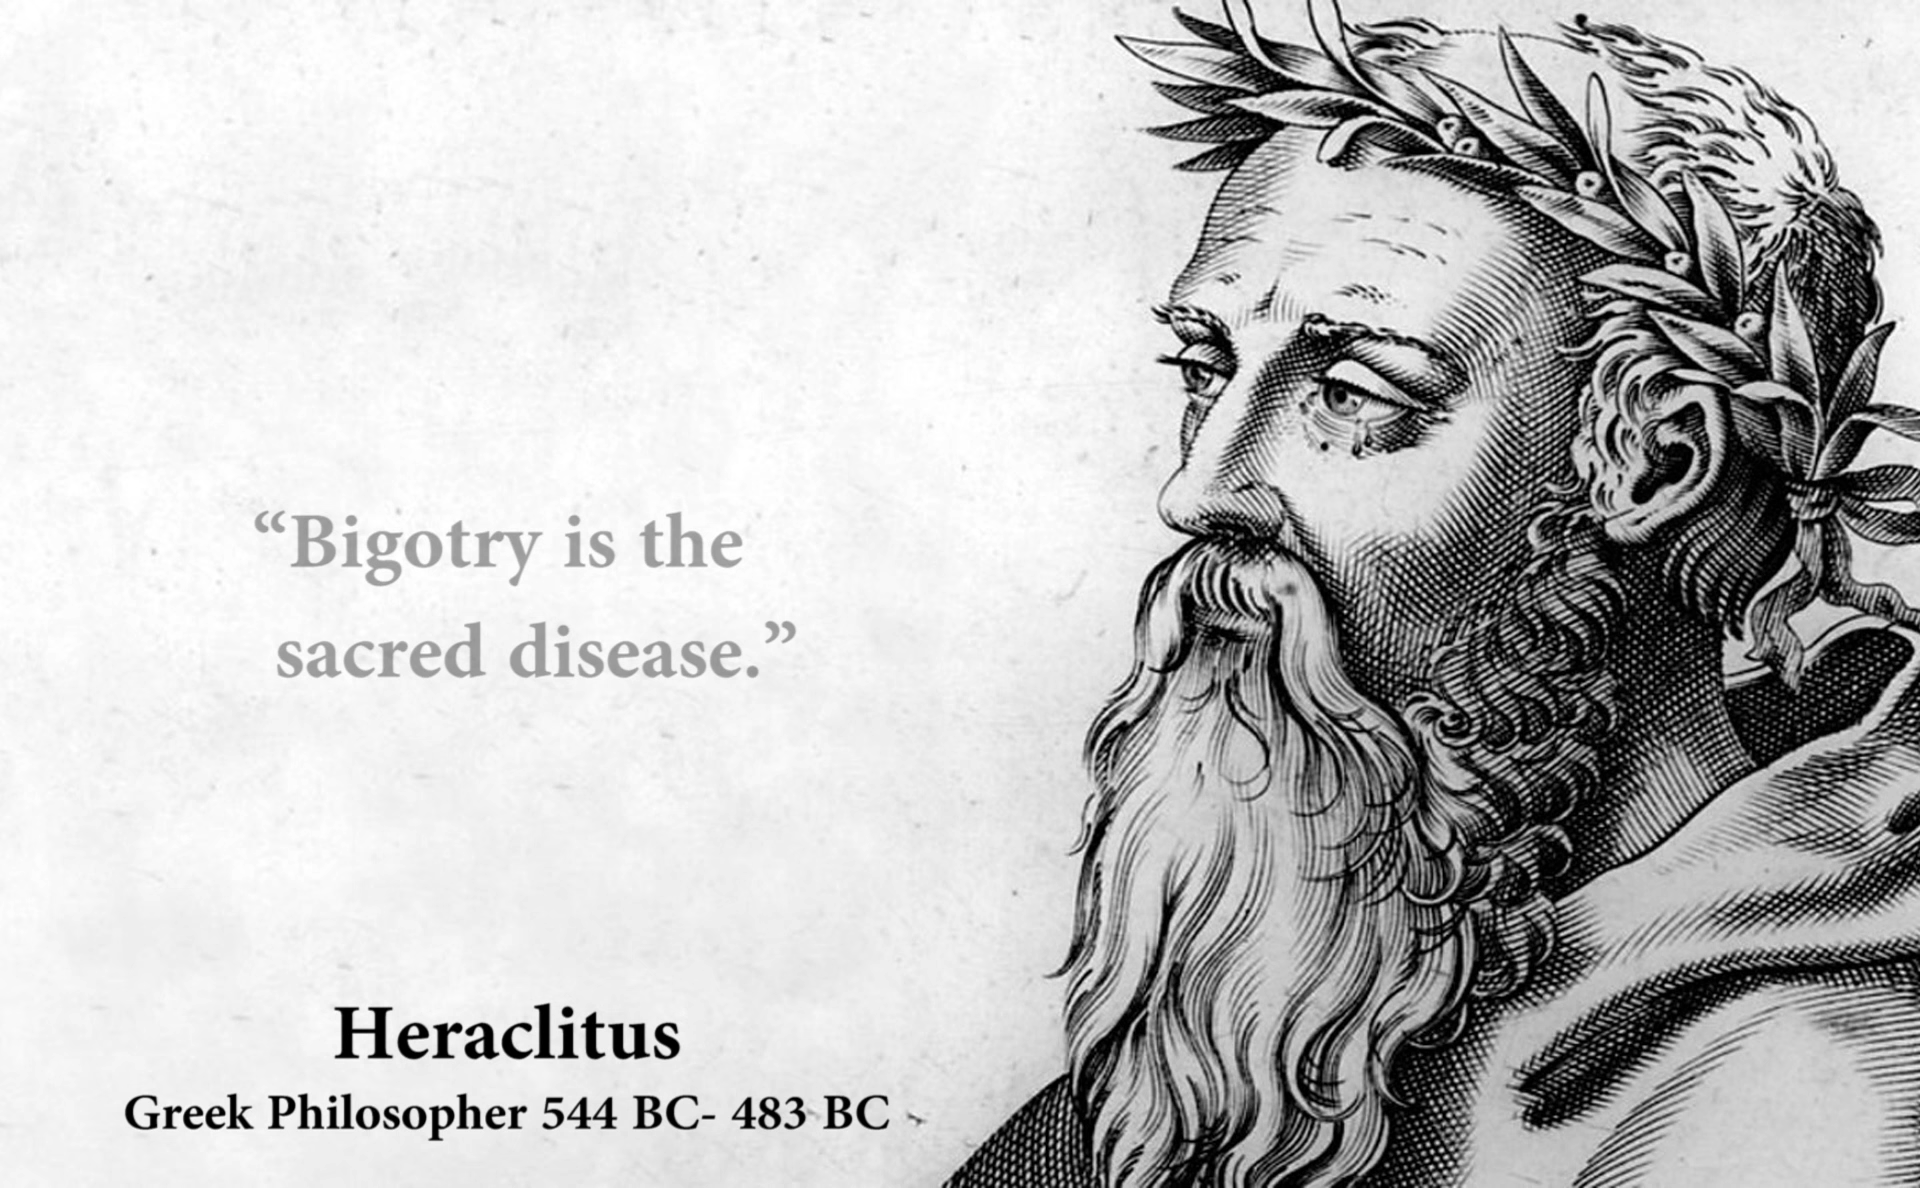 “Bigotry is the
sacred disease.”
Heraclitus
Greek Philosopher 544 BC- 483 BC